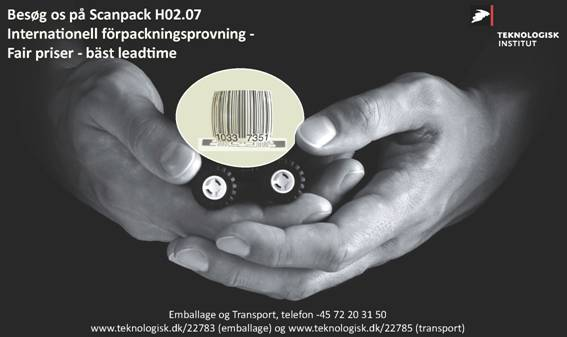 Besøg os på Scanpack H02.07
Internationell förpackningsprovning -
Fair priser - bäst leadtime
TEKNOLOGISK
INSTITUT
1033 7351
Emballage og Transport, telefon -45 72 20 31 50
www.teknologisk.dk/22783 (emballage) og www.teknologisk.dk/22785 (transport)